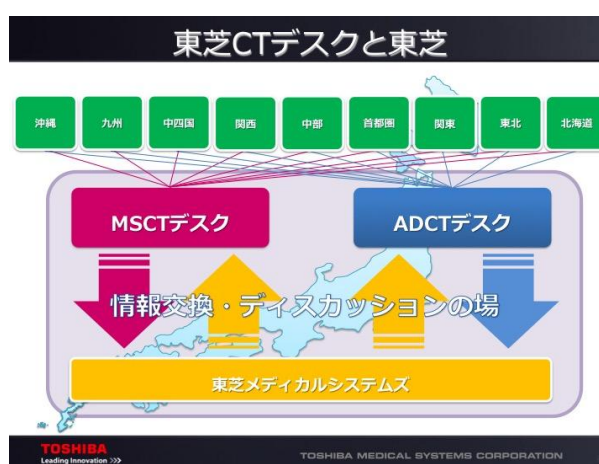 東芝CTデスクと東芝
沖縄
九州
中四国
関西
中部
首都圏
関東
東北
北海道
MSCTデスク
ADCTデスク
情報交換・ディスカッションの場
東芝メディカルシステムズ
TOSHIBA
Leading Innovation >>>
TOSHIBA MEDICAL SYSTEMS CORPORATION